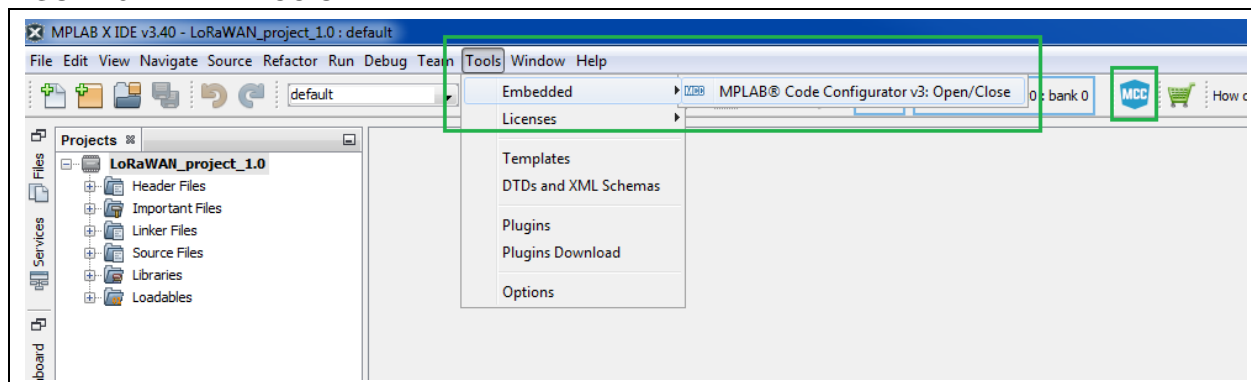 MPLAB X IDE v3.40 - LoRaWAN_project_1.0 : default
File Edit View Navigate Source Refactor Run Debug Team Tools Window Help
default
Embedded
MPLAB® Code Configurator v3: Open/Close
0 : bank 0
MCC
How
Licenses
Projects
LoRaWAN_project_1.0
Header Files
Important Files
Linker Files
Source Files
Libraries
Loadables
Templates
DTDs and XML Schemas
Plugins
Plugins Download
Options
Files
Services